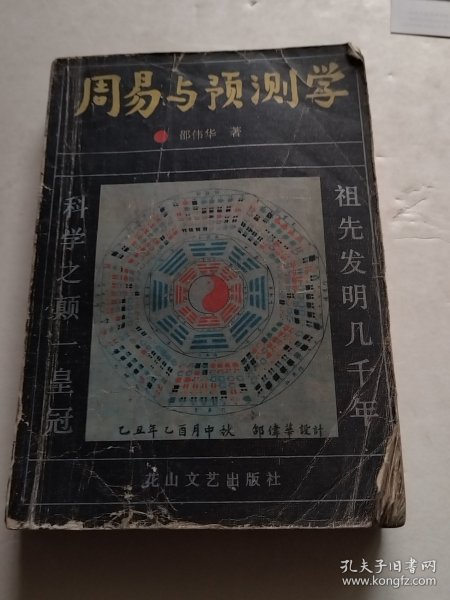 周易与预测学
邵伟华 著
祖先发明几千年
科学之颠一皇冠
乙丑年乙酉月中秋 邵偉華設計
花山文艺出版社
孔夫子旧书网
www.kongfz.com